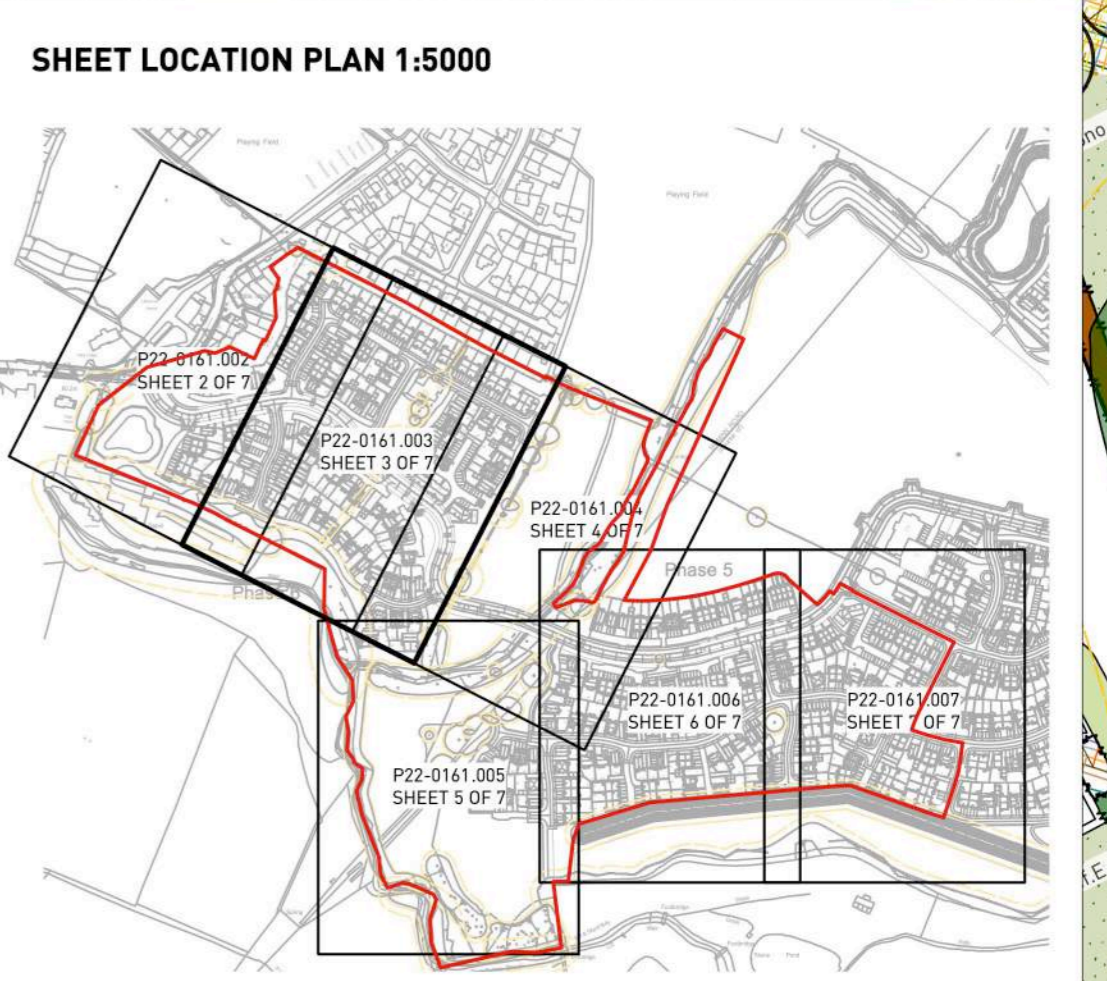 SHEET LOCATION PLAN 1:5000
Playing Field
Playing Field
P22-0161.002
SHEET 2 OF 7
P22-0161.003
SHEET 3 OF 7
P22-0161.004
SHEET 4 OF 7
Phase 5
P22-0161.006
SHEET 6 OF 7
P22-0161.007
SHEET 7 OF 7
P22-0161.005
SHEET 5 OF 7